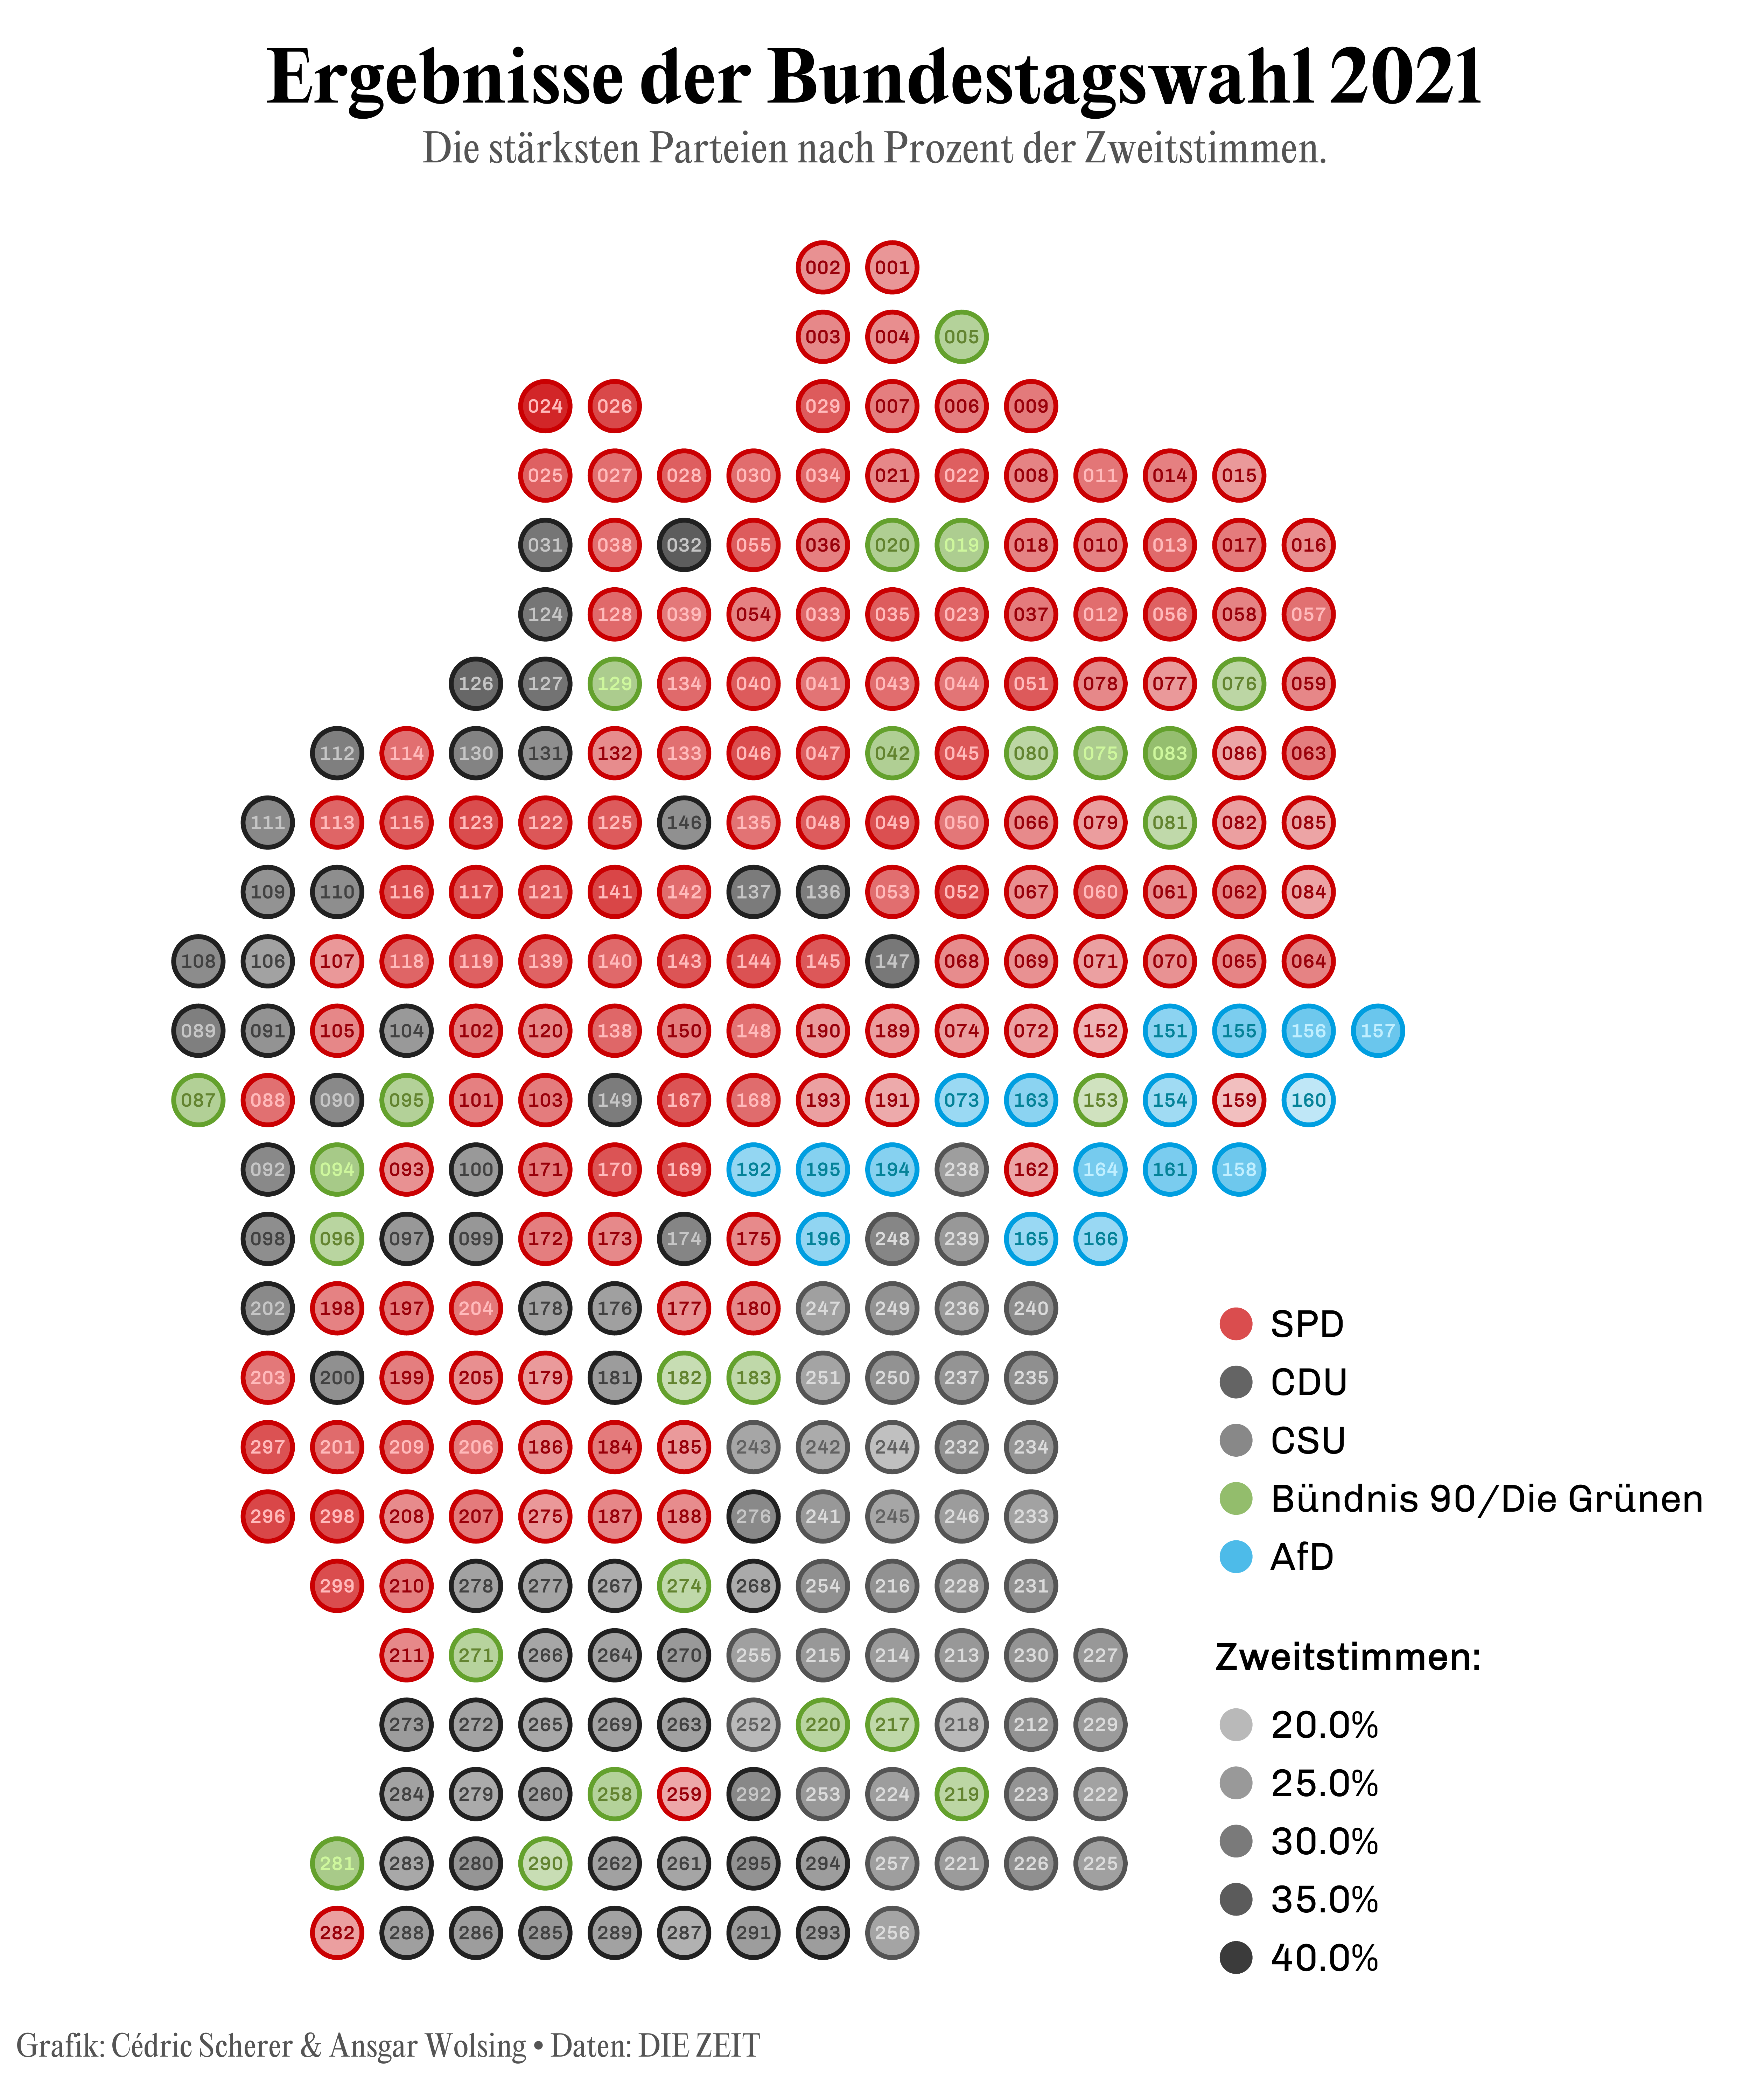 Ergebnisse der Bundestagswahl 2021
Die stärksten Parteien nach Prozent der Zweitstimmen.
002 001
003 004 005
024 026 029 007 006 009
025 027 028 030 034 021 022 008 011 014 015
031 038 032 055 036 020 019 018 010 013 017 016
124 128 039 054 033 035 023 037 012 056 058 057
126 127 129 134 040 041 043 044 051 078 077 076 059
112 114 130 131 132 133 046 047 042 045 080 075 083 086 063
111 113 115 123 122 125 146 135 048 049 050 066 079 081 082 085
109 110 116 117 121 141 142 137 136 053 052 067 060 061 062 084
108 106 107 118 119 139 140 143 144 145 147 068 069 071 070 065 064
089 091 105 104 102 120 138 150 148 190 189 074 072 152 151 155 156 157
087 088 090 095 101 103 149 167 168 193 191 073 163 153 154 159 160
092 094 093 100 171 170 169 192 195 194 238 162 164 161 158
098 096 097 099 172 173 174 175 196 248 239 165 166
202 198 197 204 178 176 177 180 247 249 236 240
203 200 199 205 179 181 182 183 251 250 237 235
297 201 209 206 186 184 185 243 242 244 232 234
296 298 208 207 275 187 188 276 241 245 246 233
299 210 278 277 267 274 268 254 216 228 231
211 271 266 264 270 255 215 214 213 230 227
273 272 265 269 263 252 220 217 218 212 229
284 279 260 258 259 292 253 224 219 223 222
281 283 280 290 262 261 295 294 257 221 226 225
282 288 286 285 289 287 291 293 256
SPD
CDU
CSU
Bündnis 90/Die Grünen
AfD
Zweitstimmen:
20.0%
25.0%
30.0%
35.0%
40.0%
Grafik: Cédric Scherer & Ansgar Wolsing • Daten: DIE ZEIT